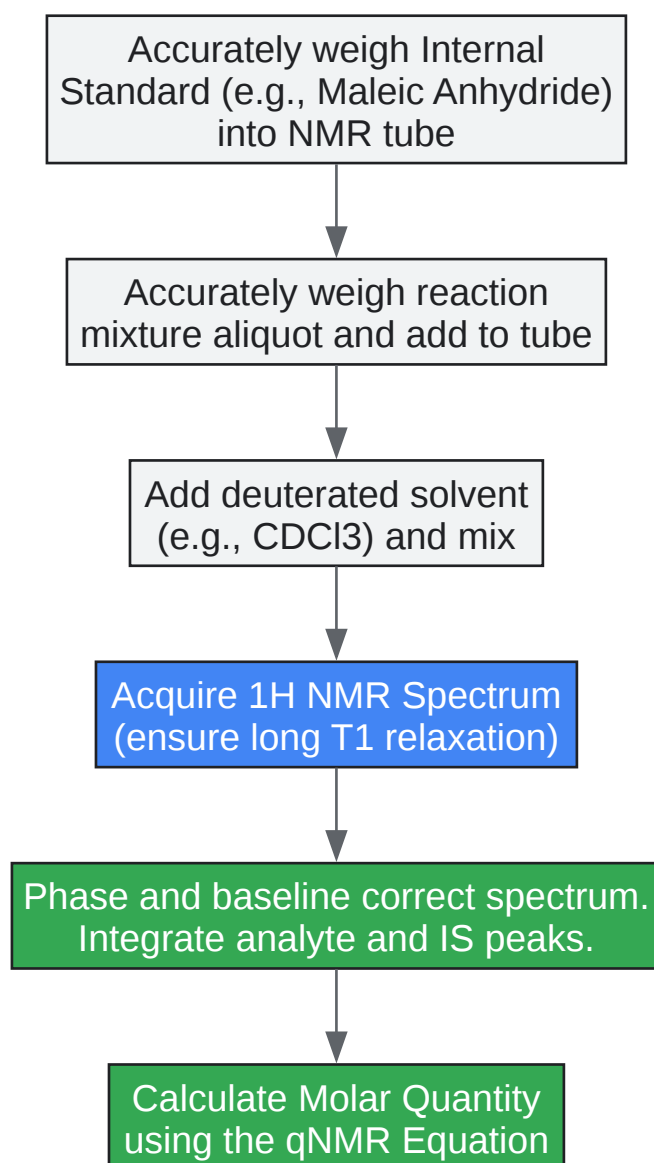 Accurately weigh Internal
Standard (e.g., Maleic Anhydride)
into NMR tube
Accurately weigh reaction
mixture aliquot and add to tube
Add deuterated solvent
(e.g., CDCl3) and mix
Acquire 1H NMR Spectrum
(ensure long T1 relaxation)
Phase and baseline correct spectrum.
Integrate analyte and IS peaks.
Calculate Molar Quantity
using the qNMR Equation